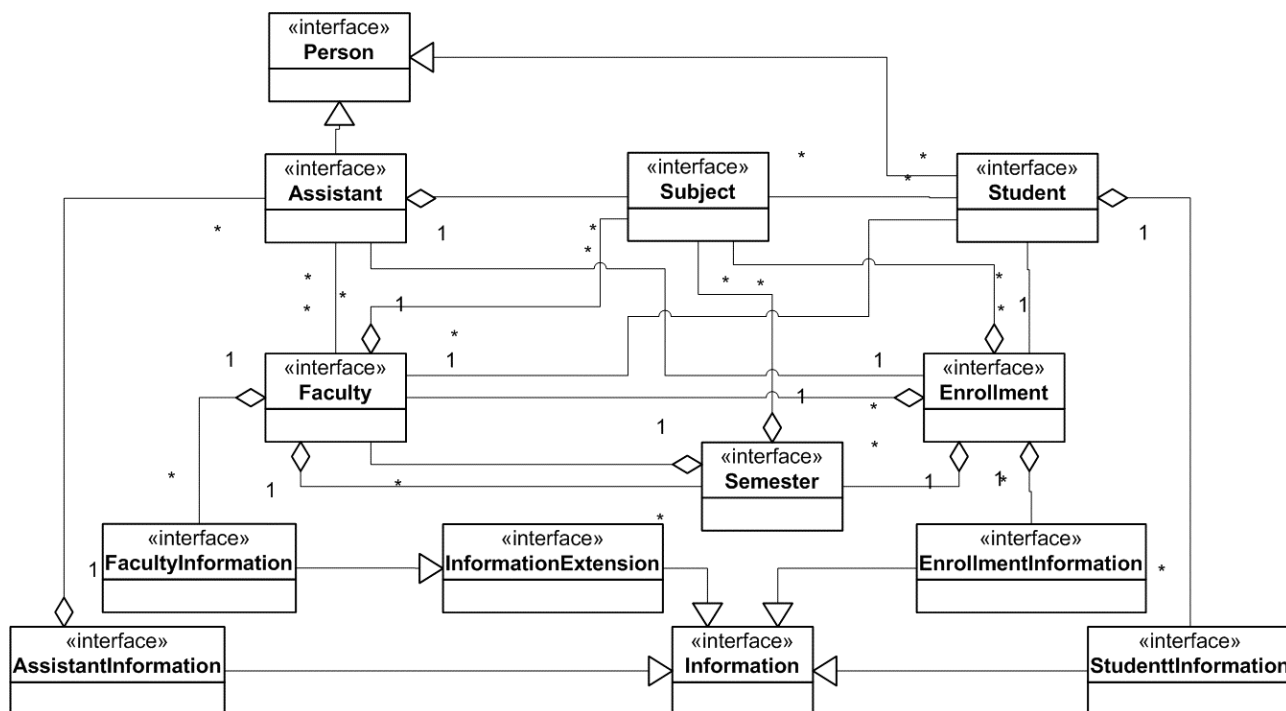 «interface»
Person
«interface»
Assistant
«interface»
Subject
«interface»
Student
*
*
*
*
1
*
*
1
*
*
*
*
*
*
*
*
1
1
*
1
*
1
1
«interface»
Faculty
«interface»
Enrollment
1
*
1
*
«interface»
Semester
*
1
*
1
1
*
*
«interface»
FacultyInformation
«interface»
InformationExtension
«interface»
EnrollmentInformation
1
*
«interface»
AssistantInformation
«interface»
Information
«interface»
StudenttInformation